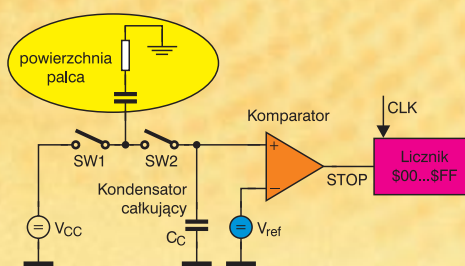 powierzchnia
palca
SW1
SW2
Komparator
CLK
+
−
STOP
Licznik
$00...$FF
Kondensator
całkujący
VCC
CC
Vref